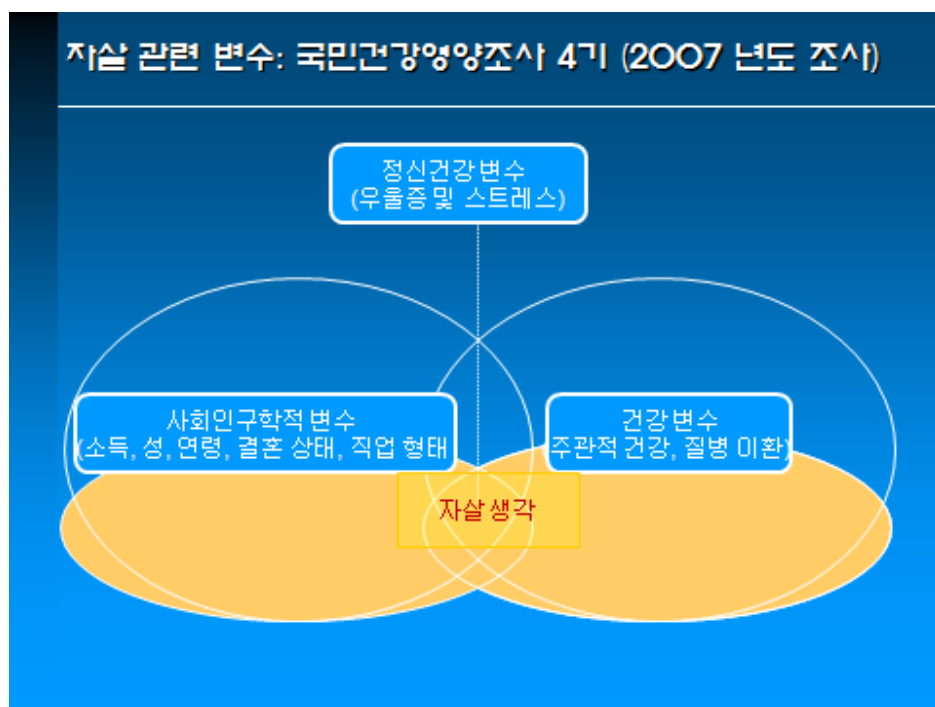 자살 관련 변수: 국민건강영양조사 4기 (2007 년도 조사)
정신건강변수
(우울증 및 스트레스)
사회인구학적 변수
(소득, 성, 연령, 결혼 상태, 직업 형태
건강변수
주관적 건강, 질병 이환)
자살 생각